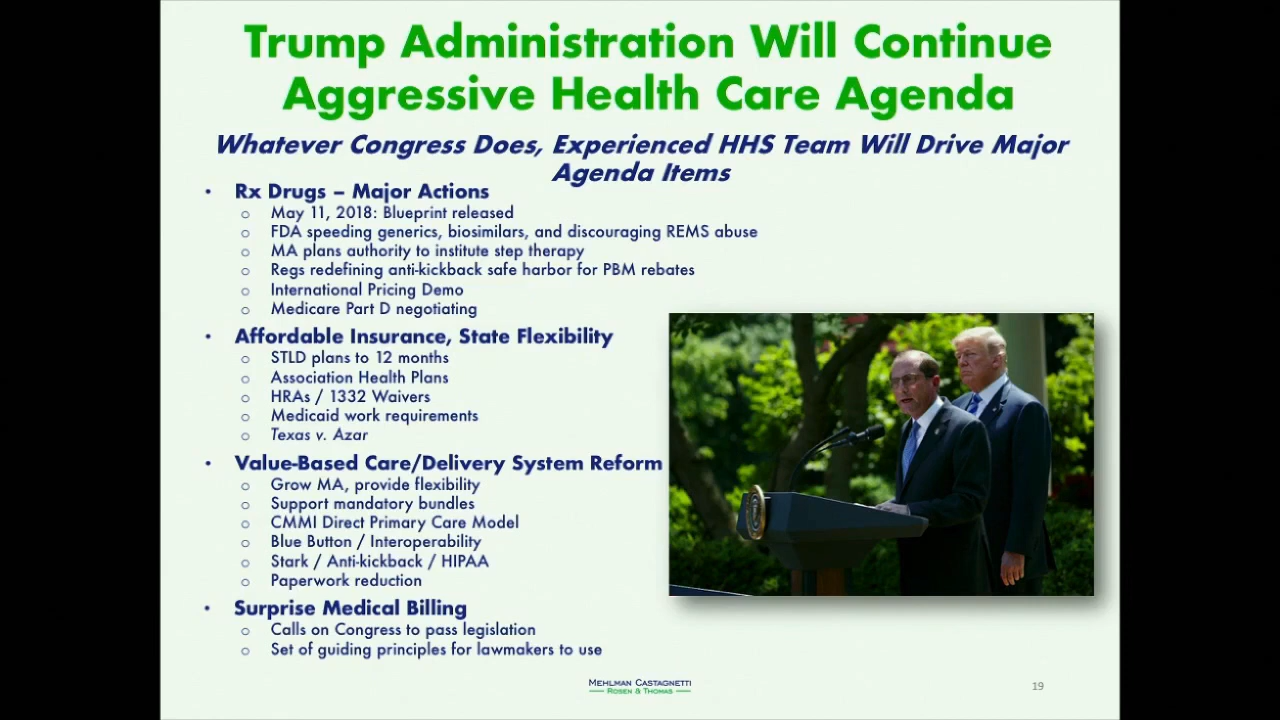 Trump Administration Will Continue
Aggressive Health Care Agenda
Whatever Congress Does, Experienced HHS Team Will Drive Major
Agenda Items
• Rx Drugs – Major Actions
o May 11, 2018: Blueprint released
o FDA speeding generics, biosimilars, and discouraging REMS abuse
o MA plans authority to institute step therapy
o Regs redefining anti-kickback safe harbor for PBM rebates
o International Pricing Demo
o Medicare Part D negotiating
• Affordable Insurance, State Flexibility
o STLD plans to 12 months
o Association Health Plans
o HRAs / 1332 Waivers
o Medicaid work requirements
o Texas v. Azar
• Value-Based Care/Delivery System Reform
o Grow MA, provide flexibility
o Support mandatory bundles
o CMMI Direct Primary Care Model
o Blue Button / Interoperability
o Stark / Anti-kickback / HIPAA
o Paperwork reduction
• Surprise Medical Billing
o Calls on Congress to pass legislation
o Set of guiding principles for lawmakers to use
Mehlman Castagnetti
Rosen & Thomas
19